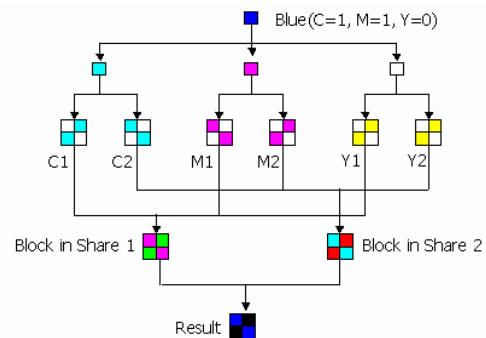 Blue(C=1, M=1, Y=0)
C1 C2 M1 M2 Y1 Y2
Block in Share 1 Block in Share 2
Result